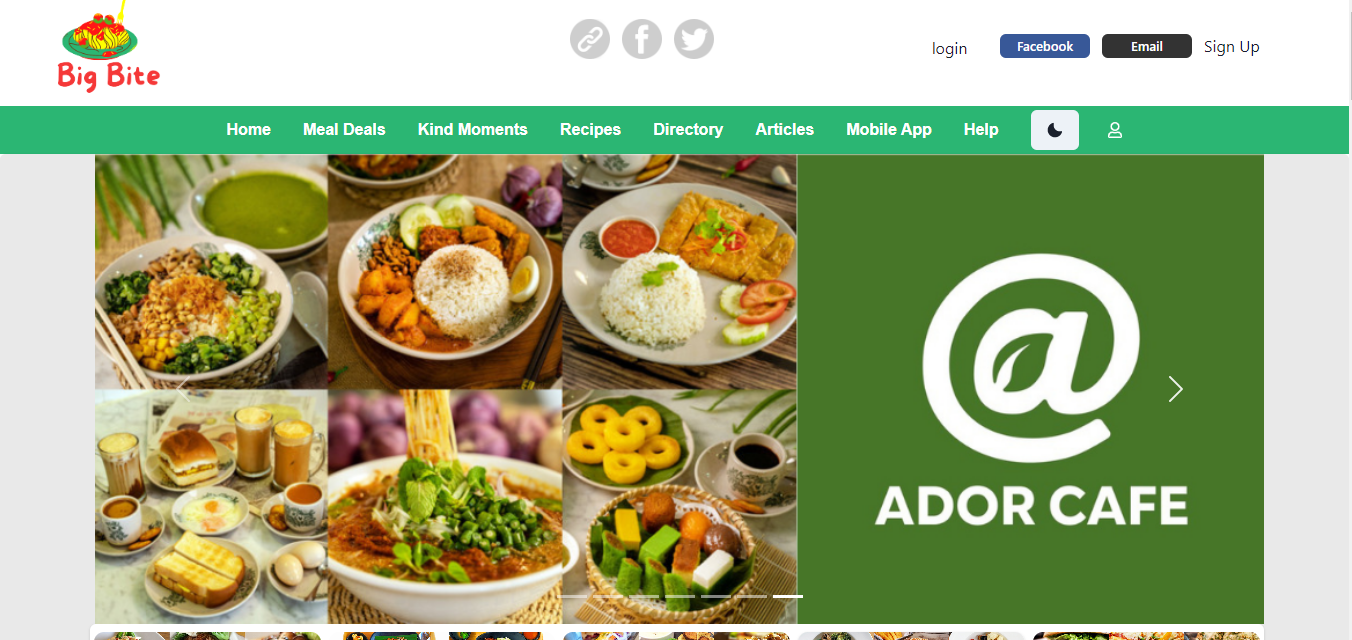 Big Bite
login
Facebook
Email
Sign Up
Home
Meal Deals
Kind Moments
Recipes
Directory
Articles
Mobile App
Help
ADOR CAFE